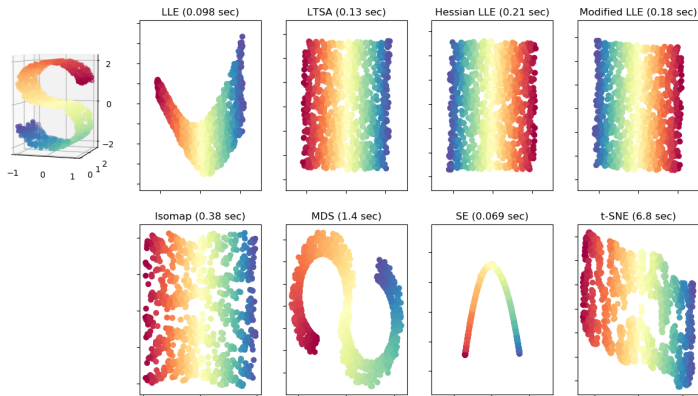 LLE (0.098 sec)
LTSA (0.13 sec)
Hessian LLE (0.21 sec)
Modified LLE (0.18 sec)
2
0
−2
−1
0
1
0
1
2
Isomap (0.38 sec)
MDS (1.4 sec)
SE (0.069 sec)
t-SNE (6.8 sec)